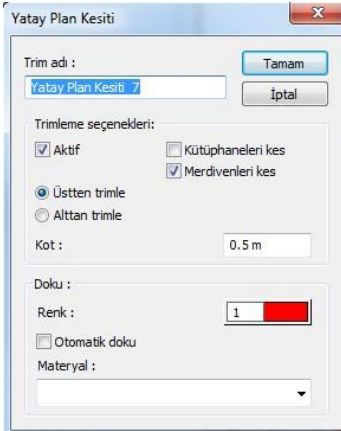 Yatay Plan Kesiti
Trim adı :
Yatay Plan Kesiti 7
Tamam
İptal
Trimleme seçenekleri:
Aktif
Kütüphaneleri kes
Merdivenleri kes
Üstten trimle
Alttan trimle
Kot :
0.5 m
Doku :
Renk :
1
Otomatik doku
Materyal :